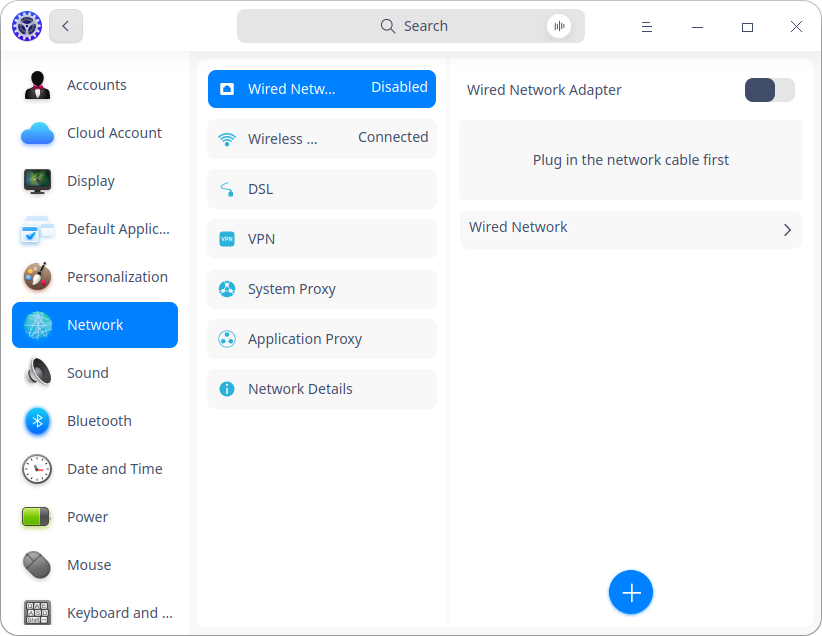 Search
Accounts
Cloud Account
Display
Default Applic...
Personalization
Network
Sound
Bluetooth
Date and Time
Power
Mouse
Keyboard and ...
Wired Netw... Disabled
Wireless ... Connected
DSL
VPN
VPN
System Proxy
Application Proxy
Network Details
Wired Network Adapter
Plug in the network cable first
Wired Network